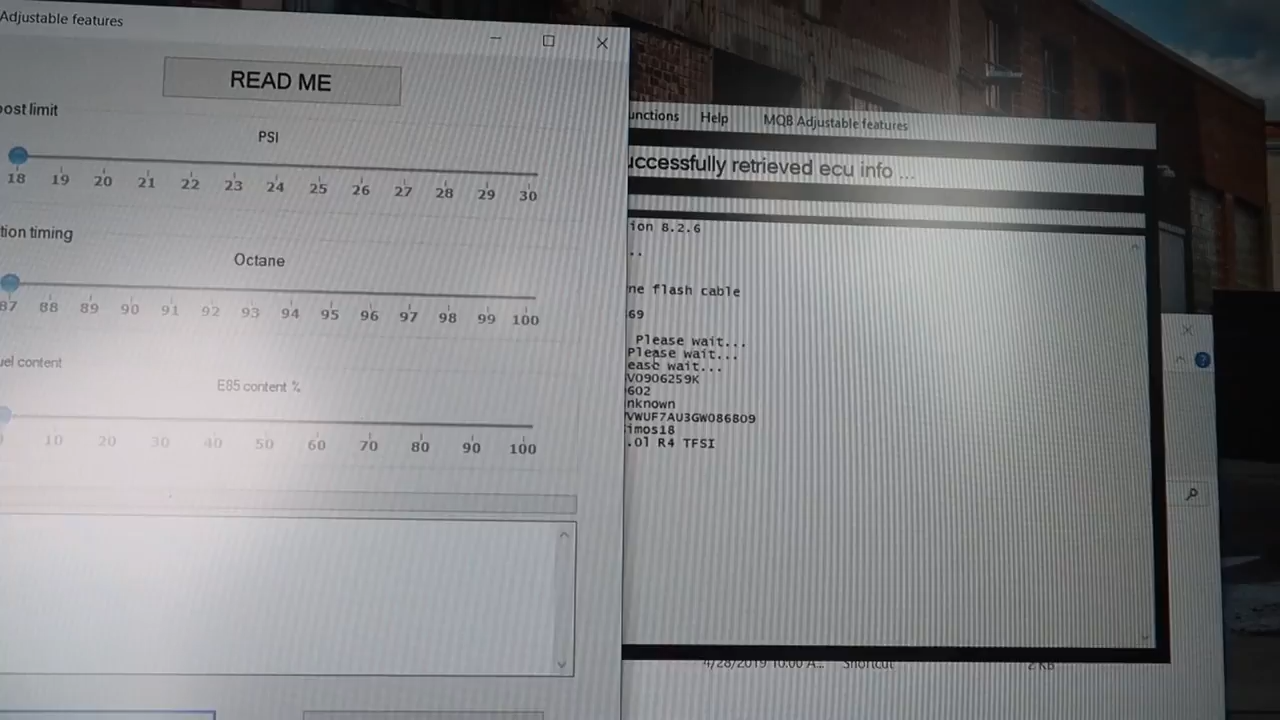 Adjustable features
READ ME
ost limit
PSI
18 19 20 21 22 23 24 25 26 27 28 29 30
tion timing
Octane
87 88 89 90 91 92 93 94 95 96 97 98 99 100
uel content
E85 content %
10 20 30 40 50 60 70 80 90 100
unctions Help MQB Adjustable features
uccessfully retrieved ecu info ...
ion 8.2.6
..
ne flash cable
69
Please wait...
Please wait...
ease wait...
V0906259K
602
nknown
VWUF7AU3GW086809
imos18
.0l R4 TFSI
4/28/2019 10:00 A... Shortcut 2 KB